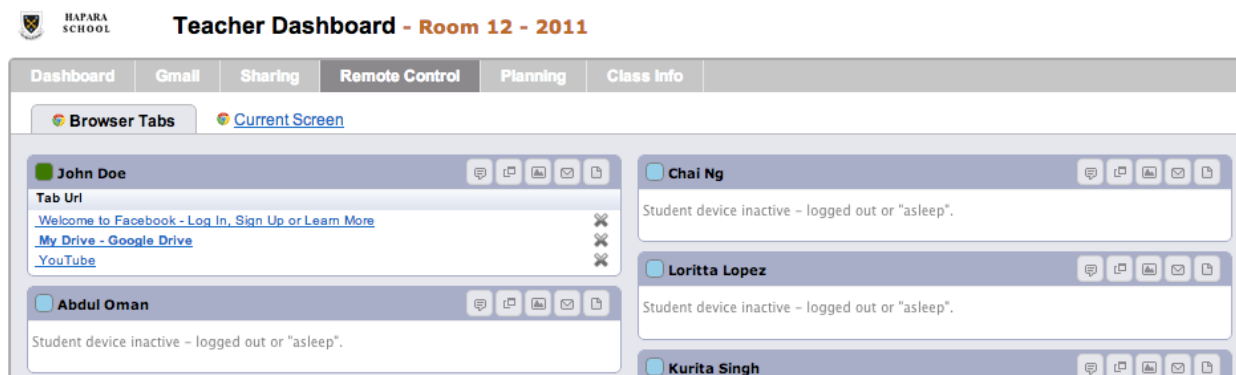 HAPARA
SCHOOL
Teacher Dashboard - Room 12 - 2011
Dashboard Gmail Sharing Remote Control Planning Class Info
Browser Tabs Current Screen
John Doe
Tab Url
Welcome to Facebook - Log In, Sign Up or Learn More
My Drive - Google Drive
YouTube
Abdul Oman
Student device inactive – logged out or "asleep".
Chai Ng
Student device inactive – logged out or "asleep".
Loritta Lopez
Student device inactive – logged out or "asleep".
Kurita Singh